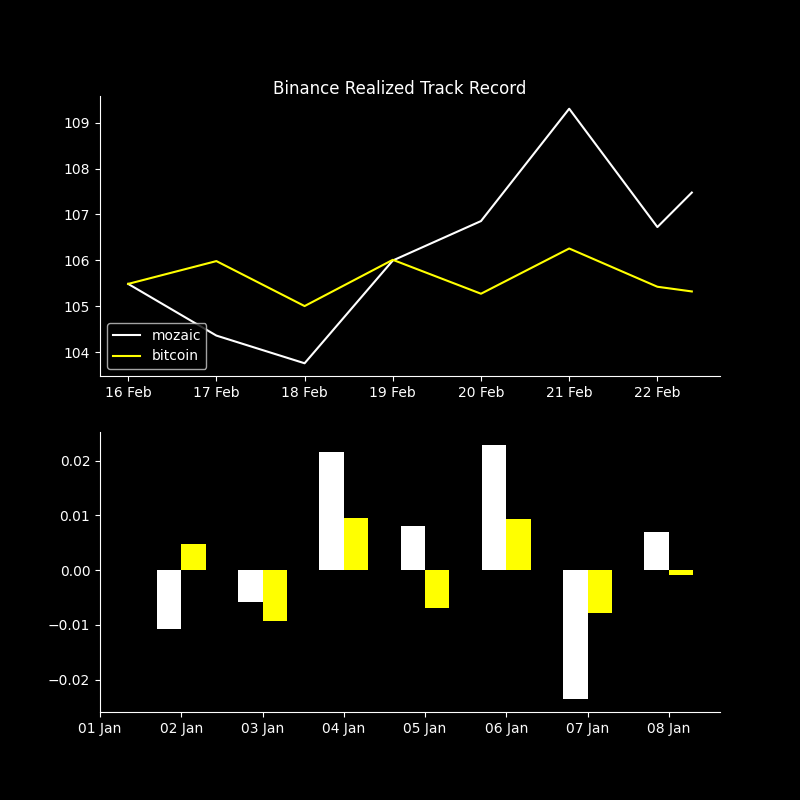 Binance Realized Track Record
109
108
107
106
105
104
mozaic
bitcoin
16 Feb 17 Feb 18 Feb 19 Feb 20 Feb 21 Feb 22 Feb
0.02
0.01
0.00
−0.01
−0.02
01 Jan 02 Jan 03 Jan 04 Jan 05 Jan 06 Jan 07 Jan 08 Jan